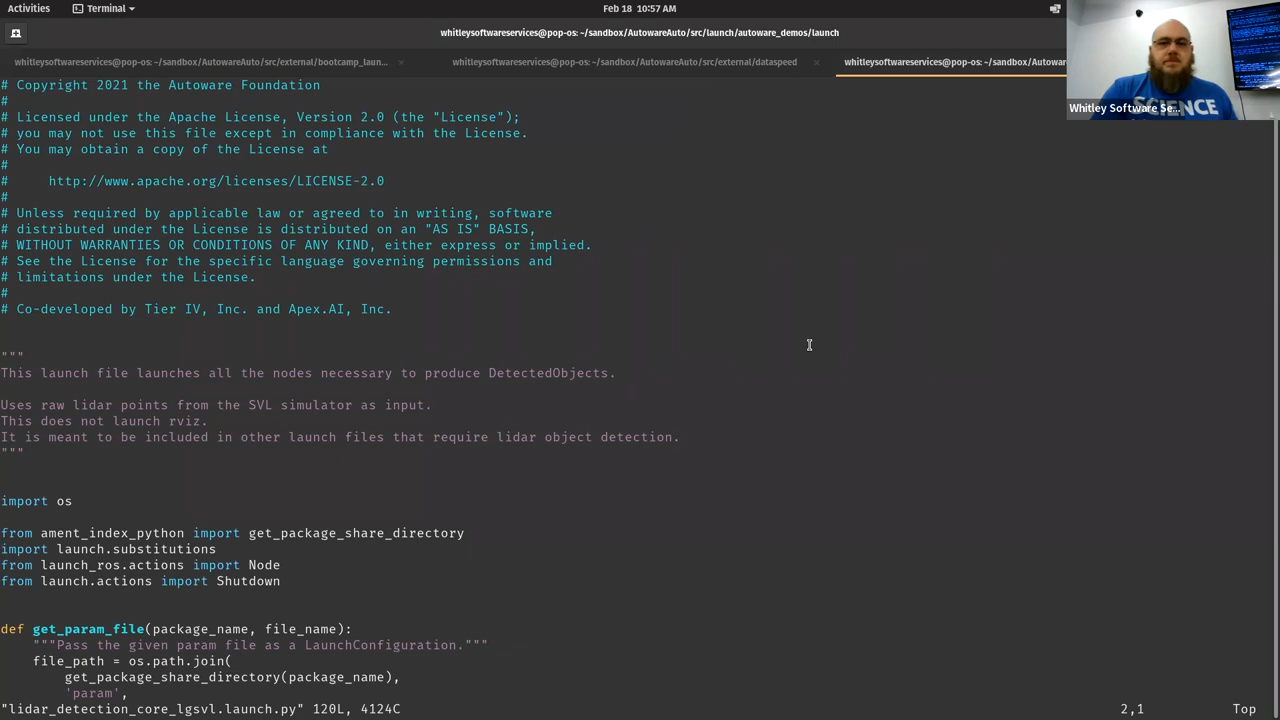 Activities
Terminal
Feb 18 10:57 AM
whitleysoftwareservices@pop-os: ~/sandbox/AutowareAuto/src/launch/autoware_demos/launch
whitleysoftwareservices@pop-os: ~/sandbox/AutowareAuto/src/external/bootcamp_laun...
whitleysoftwareservices@pop-os: ~/sandbox/AutowareAuto/src/external/dataspeed
whitleysoftwareservices@pop-os: ~/sandbox/Autowar
SCIENCE
Whitley Software Se...
# Copyright 2021 the Autoware Foundation
#
# Licensed under the Apache License, Version 2.0 (the "License");
# you may not use this file except in compliance with the License.
# You may obtain a copy of the License at
#
#     http://www.apache.org/licenses/LICENSE-2.0
#
# Unless required by applicable law or agreed to in writing, software
# distributed under the License is distributed on an "AS IS" BASIS,
# WITHOUT WARRANTIES OR CONDITIONS OF ANY KIND, either express or implied.
# See the License for the specific language governing permissions and
# limitations under the License.
#
# Co-developed by Tier IV, Inc. and Apex.AI, Inc.
"""
This launch file launches all the nodes necessary to produce DetectedObjects.
Uses raw lidar points from the SVL simulator as input.
This does not launch rviz.
It is meant to be included in other launch files that require lidar object detection.
"""
import os
from ament_index_python import get_package_share_directory
import launch.substitutions
from launch_ros.actions import Node
from launch.actions import Shutdown
def get_param_file(package_name, file_name):
    """Pass the given param file as a LaunchConfiguration."""
    file_path = os.path.join(
        get_package_share_directory(package_name),
        'param',
"lidar_detection_core_lgsvl.launch.py" 120L, 4124C
2,1
Top